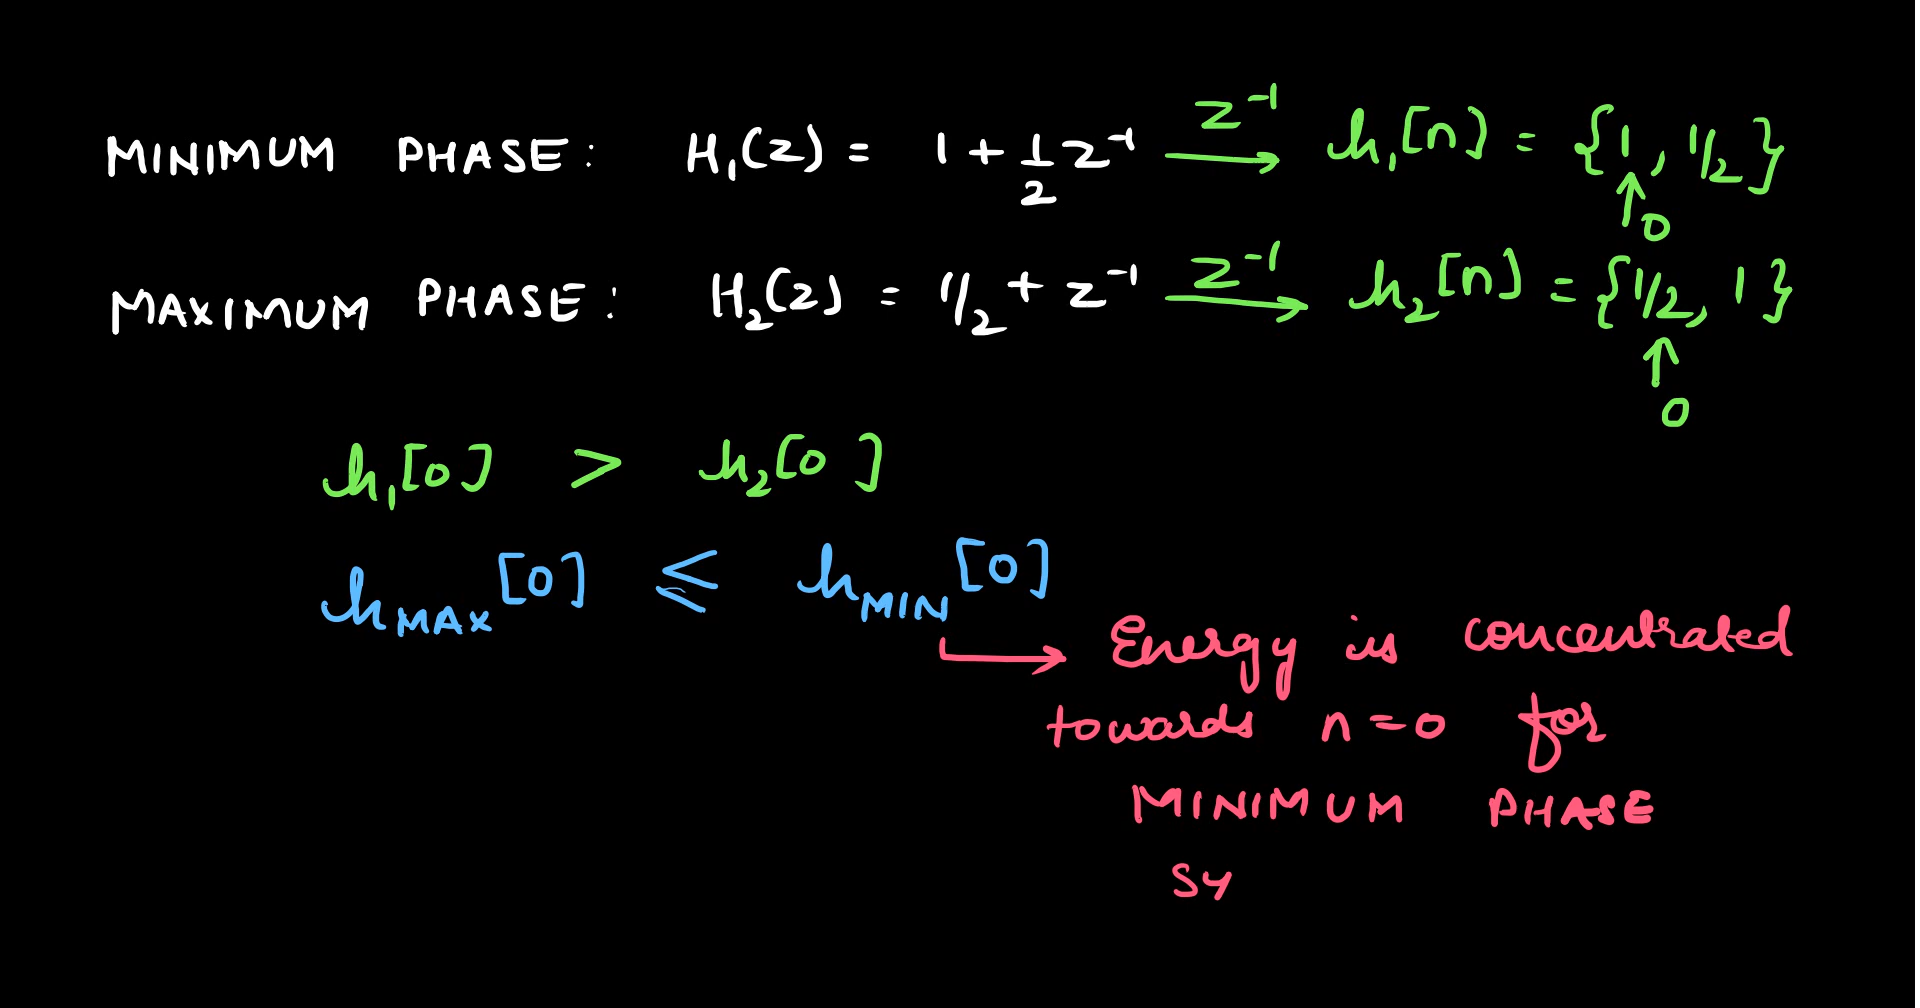 MINIMUM PHASE: H₁(z) = 1 + 1/2 z⁻¹ —z⁻¹→ h₁[n] = {1, 1/2}
↑0
MAXIMUM PHASE: H₂(z) = 1/2 + z⁻¹ —z⁻¹→ h₂[n] = {1/2, 1}
↑
0
h₁[0] > h₂[0]
h_MAX[0] ⩽ h_MIN[0]
→ Energy is concentrated
towards n=0 for
MINIMUM PHASE
SY